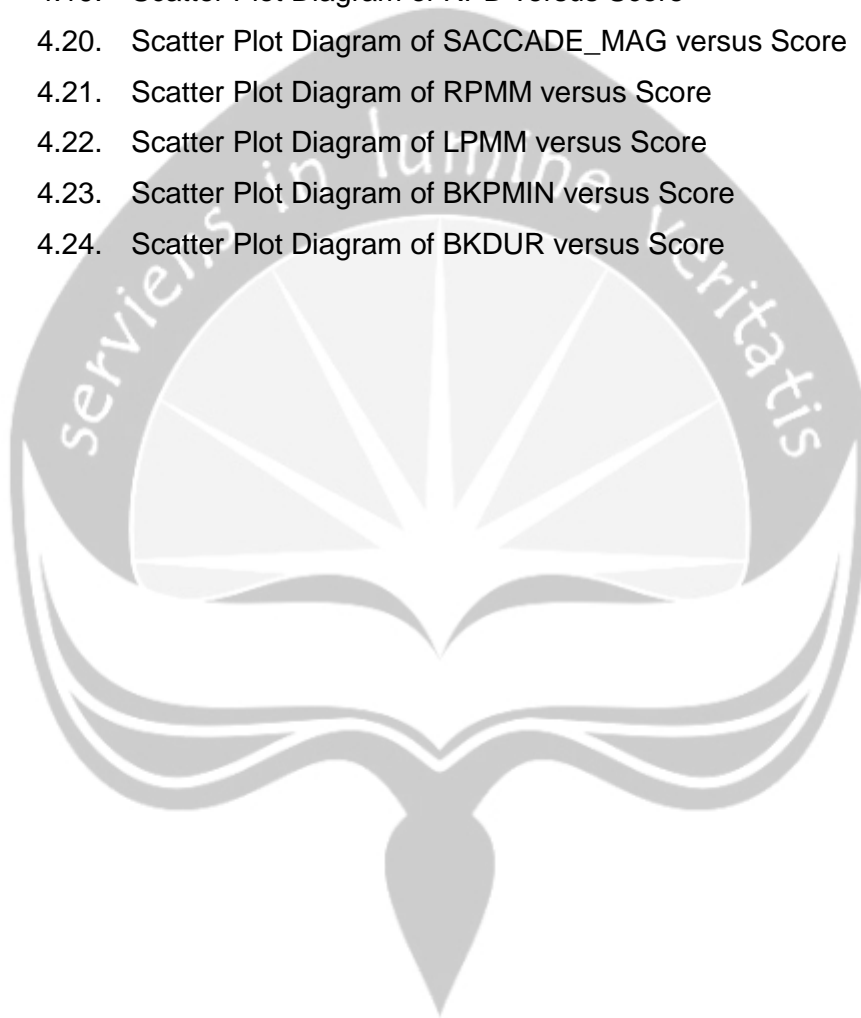 4.20. Scatter Plot Diagram of SACCADE_MAG versus Score
4.21. Scatter Plot Diagram of RPMM versus Score
4.22. Scatter Plot Diagram of LPMM versus Score
4.23. Scatter Plot Diagram of BKPMIN versus Score
4.24. Scatter Plot Diagram of BKDUR versus Score
serviens in lumine veritatis